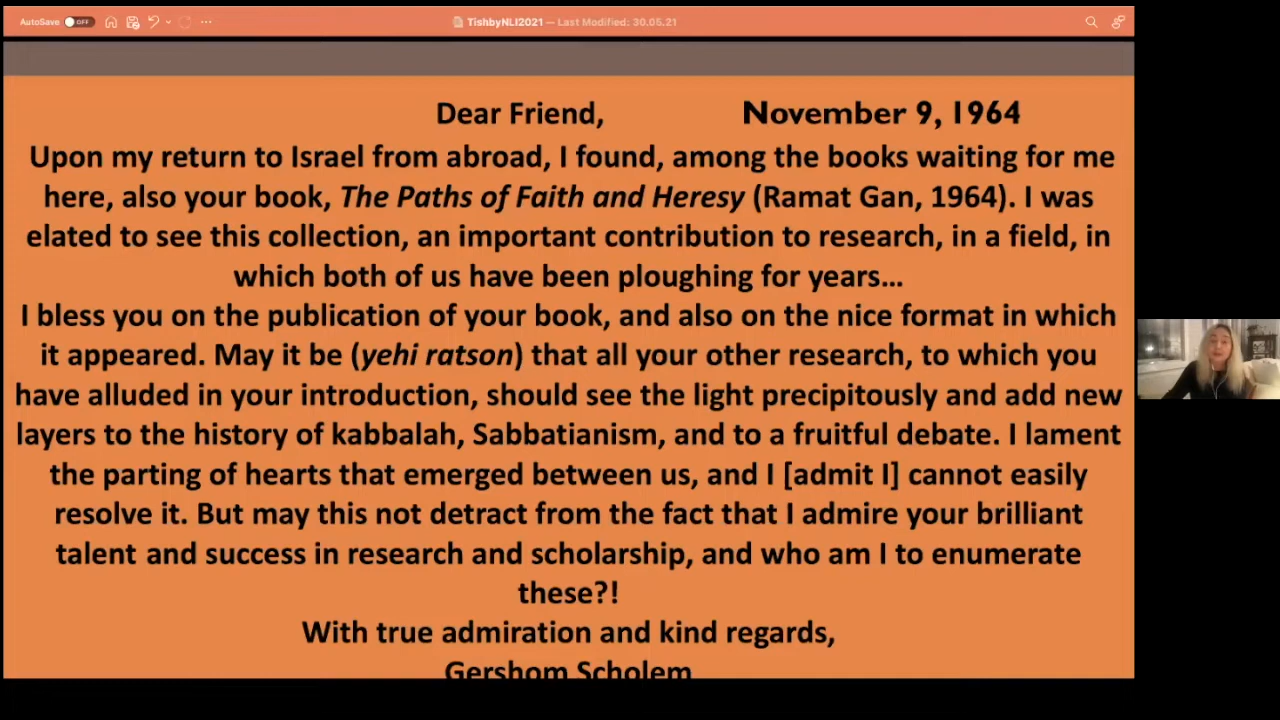 AutoSave OFF
TishbyNLI2021 — Last Modified: 30.05.21
Dear Friend, November 9, 1964
Upon my return to Israel from abroad, I found, among the books waiting for me
here, also your book, The Paths of Faith and Heresy (Ramat Gan, 1964). I was
elated to see this collection, an important contribution to research, in a field, in
which both of us have been ploughing for years...
I bless you on the publication of your book, and also on the nice format in which
it appeared. May it be (yehi ratson) that all your other research, to which you
have alluded in your introduction, should see the light precipitously and add new
layers to the history of kabbalah, Sabbatianism, and to a fruitful debate. I lament
the parting of hearts that emerged between us, and I [admit I] cannot easily
resolve it. But may this not detract from the fact that I admire your brilliant
talent and success in research and scholarship, and who am I to enumerate
these?!
With true admiration and kind regards,
Gershom Scholem